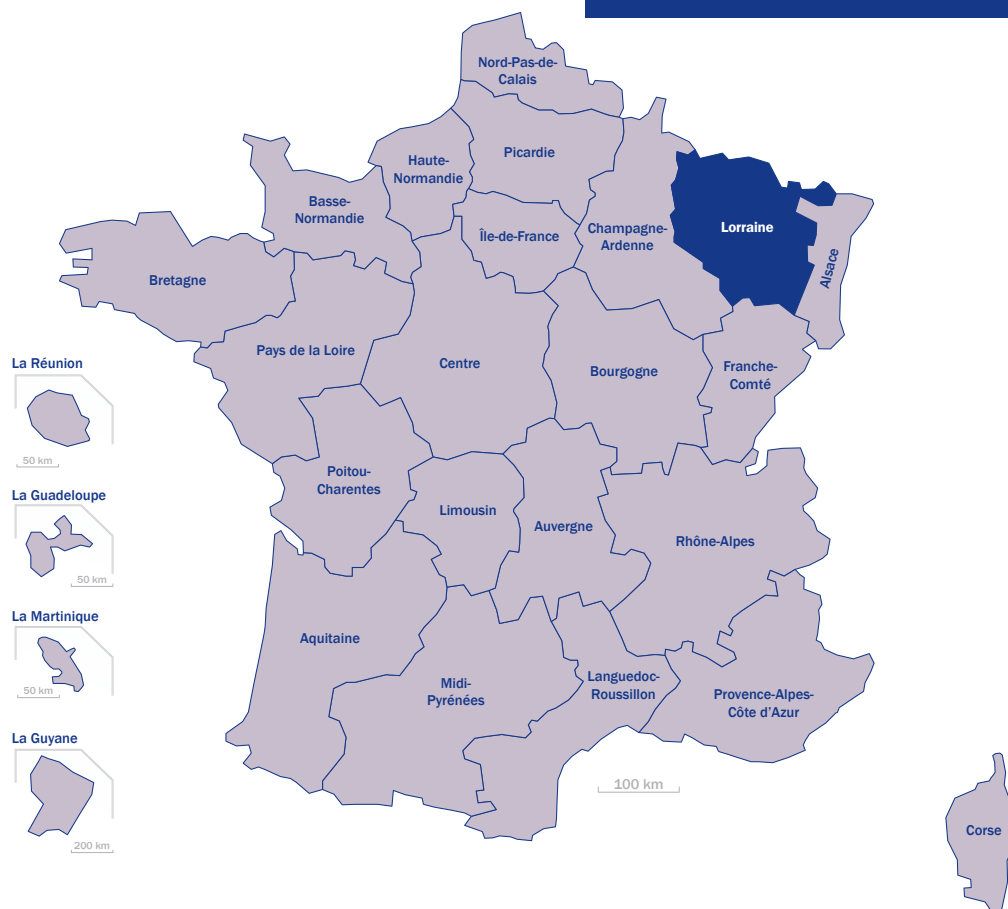 Nord-Pas-de-
Calais
Picardie
Haute-
Normandie
Basse-
Normandie
Île-de-France
Champagne-
Ardenne
Lorraine
Alsace
Bretagne
Pays de la Loire
Centre
Bourgogne
Franche-
Comté
Poitou-
Charentes
Limousin
Auvergne
Rhône-Alpes
Aquitaine
Midi-
Pyrénées
Languedoc-
Roussillon
Provence-Alpes-
Côte d'Azur
100 km
Corse
La Réunion
50 km
La Guadeloupe
50 km
La Martinique
50 km
La Guyane
200 km